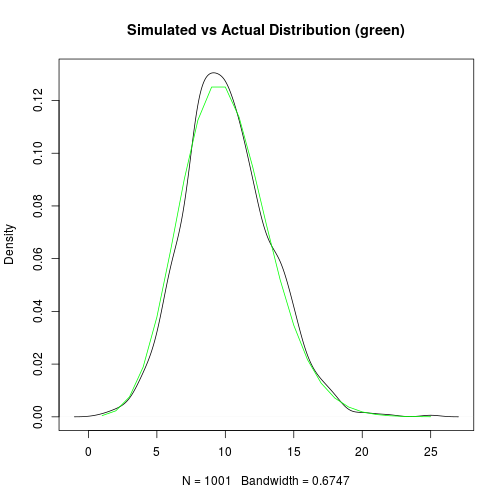 Simulated vs Actual Distribution (green)
Density
0.00 0.02 0.04 0.06 0.08 0.10 0.12
0 5 10 15 20 25
N = 1001 Bandwidth = 0.6747